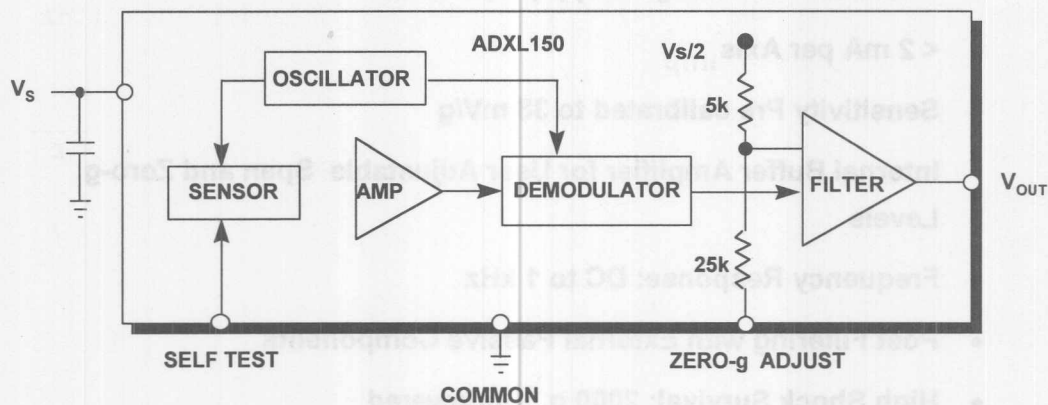 < 2 mA per Axis
ADXL150
Vs/2
OSCILLATOR
VS
5k
Sensitivity Pre-calibrated to 38 mV/g
Internal Buffer Amplifier for User Adjustable Span and Zero-g
SENSOR
AMP
DEMODULATOR
FILTER
VOUT
Levels
25k
Frequency Response: DC to 1 kHz
SELF TEST
ZERO-g ADJUST
Post Filtering with External Passive Components
COMMON
High Shock Survival: 2000 g